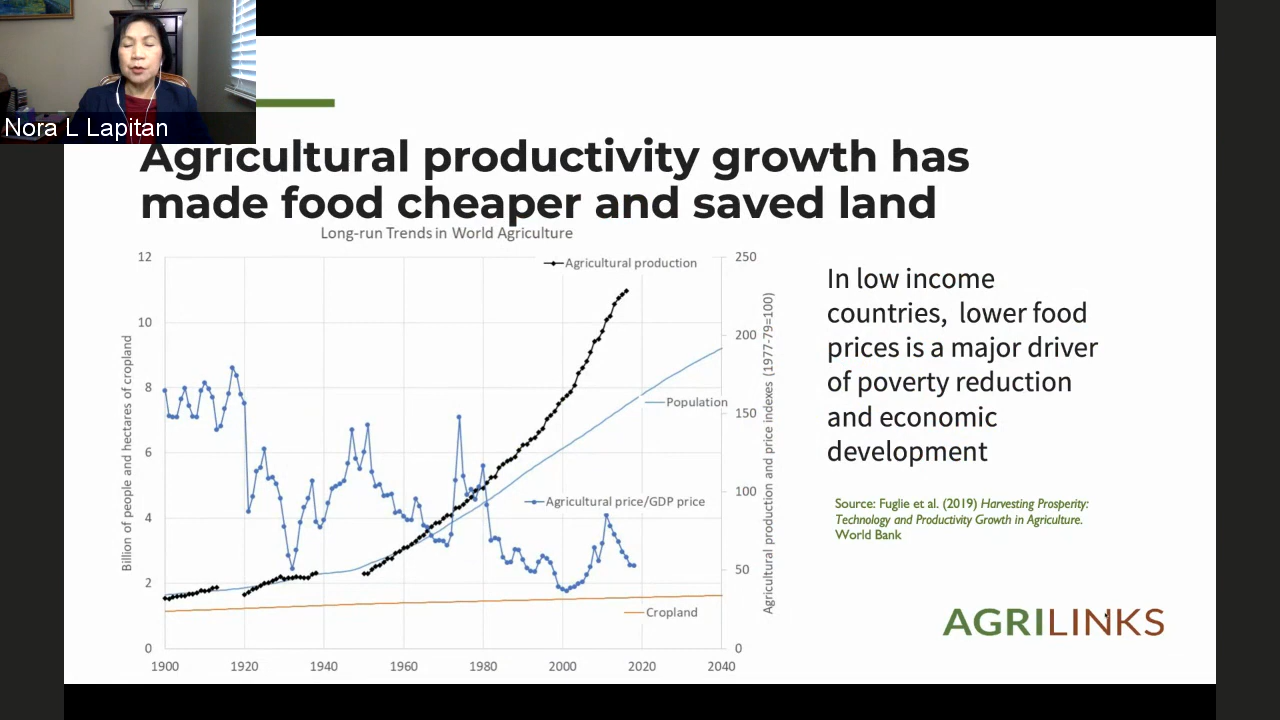 Nora L Lapitan
Agricultural productivity growth has
made food cheaper and saved land
Long-run Trends in World Agriculture
12
10
8
6
4
2
0
Billion of people and hectares of cropland
250
200
150
100
50
0
Agricultural production and price indexes (1977-79=100)
Agricultural production
Population
Agricultural price/GDP price
Cropland
1900 1920 1940 1960 1980 2000 2020 2040
In low income
countries, lower food
prices is a major driver
of poverty reduction
and economic
development
Source: Fuglie et al. (2019) Harvesting Prosperity:
Technology and Productivity Growth in Agriculture.
World Bank
AGRILINKS